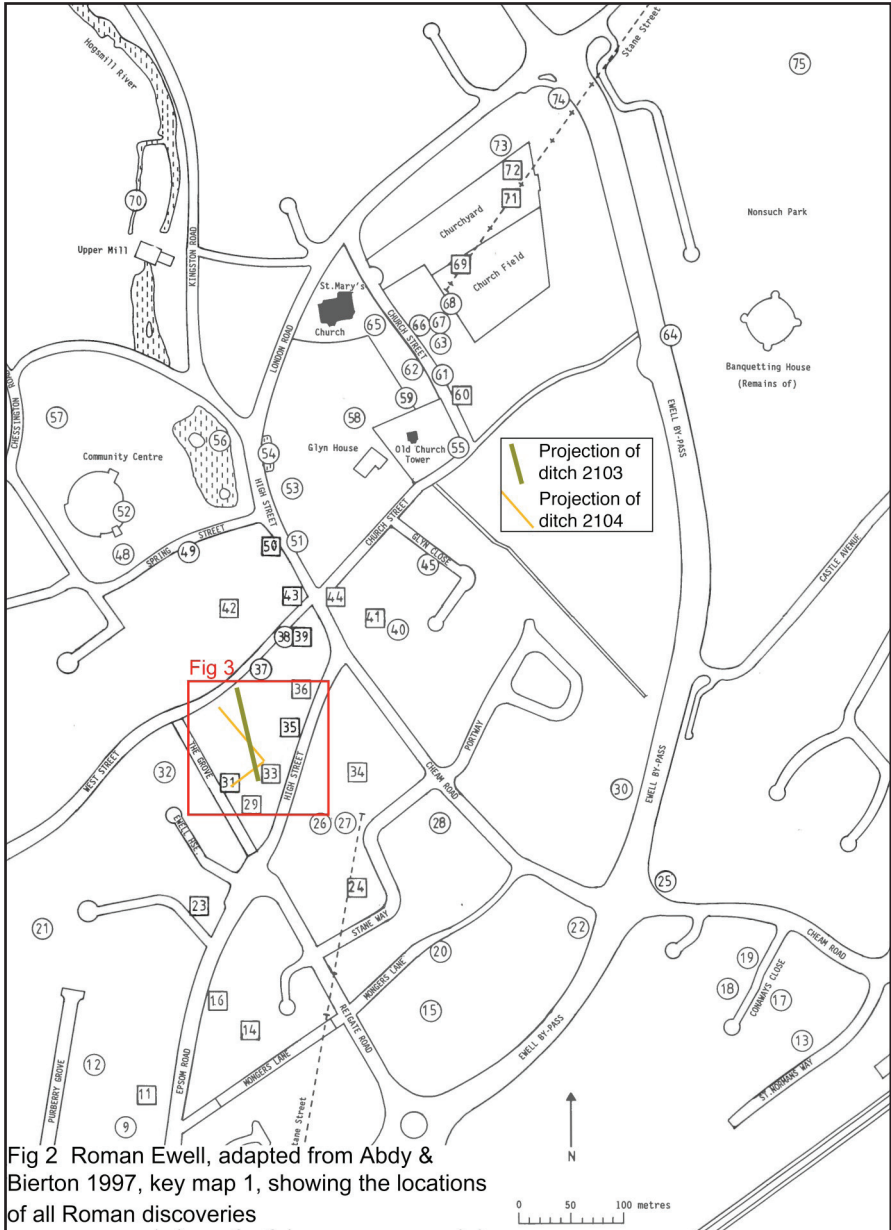 Hogsmill River
Stane Street
75
74
73
72
71
70
Nonsuch Park
Churchyard
KINGSTON ROAD
Upper Mill
69
Church Field
St.Mary's
Church
68
65
66
67
CHURCH STREET
63
64
LONDON ROAD
Banquetting House
(Remains of)
62
61
60
59
CHESSINGTON
ROAD
57
58
EWELL BY-PASS
56
Community Centre
Glyn House
Old Church
Tower
55
Projection of
ditch 2103
Projection of
ditch 2104
54
53
52
HIGH STREET
CHURCH STREET
51
50
49
48
SPRING STREET
GLYN CLOSE
45
CASTLE AVENUE
44
43
42
41
40
39
38
37
Fig 3
36
35
PORTWAY
34
33
32
31
30
THE GROVE
WEST STREET
HIGH STREET
CHEAM ROAD
EWELL BY-PASS
29
28
27
26
EWELL HSE.
25
24
23
STANE WAY
22
21
20
CHEAM ROAD
19
18
17
CONAWAYS CLOSE
MONGERS LANE
16
15
14
REIGATE ROAD
EWELL BY-PASS
13
ST.NORMANS WAY
12
11
EPSOM ROAD
MONGERS LANE
PURBERRY GROVE
9
tane Street
N
Fig 2 Roman Ewell, adapted from Abdy &
Bierton 1997, key map 1, showing the locations
of all Roman discoveries
0 50 100 metres